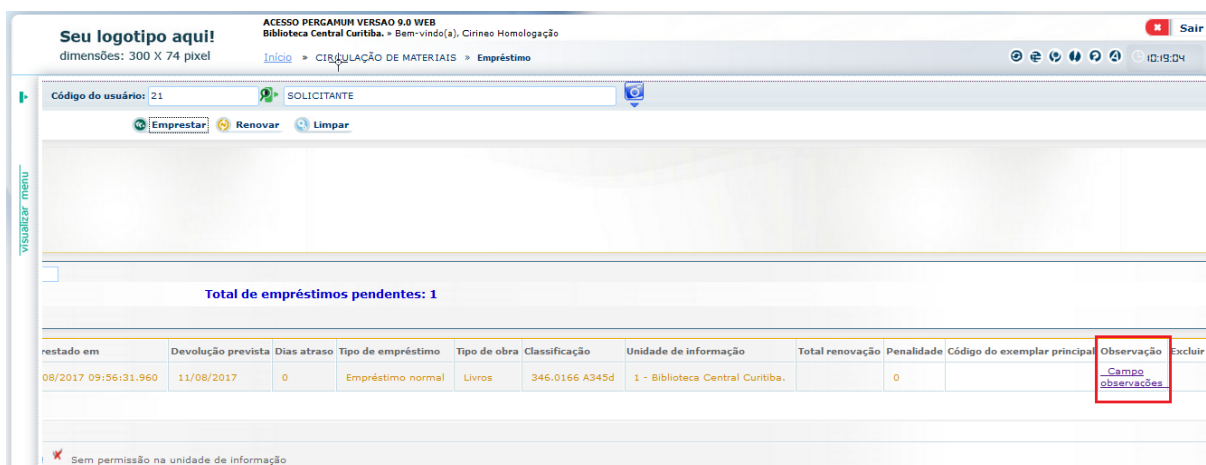 ACESSO PERGAMUM VERSAO 9.0 WEB
Biblioteca Central Curitiba. » Bem-vindo(a), Cirineo Homologação
Sair
Seu logotipo aqui!
dimensões: 300 X 74 pixel
Início » CIRCULAÇÃO DE MATERIAIS » Empréstimo
10:19:04
Código do usuário: 21 SOLICITANTE
Emprestar Renovar Limpar
visualizar menu
Total de empréstimos pendentes: 1
restado em Devolução prevista Dias atraso Tipo de empréstimo Tipo de obra Classificação Unidade de informação Total renovação Penalidade Código do exemplar principal Observação Excluir
08/2017 09:56:31.960 11/08/2017 0 Empréstimo normal Livros 346.0166 A345d 1 - Biblioteca Central Curitiba. 0 Campo
observações
Sem permissão na unidade de informação